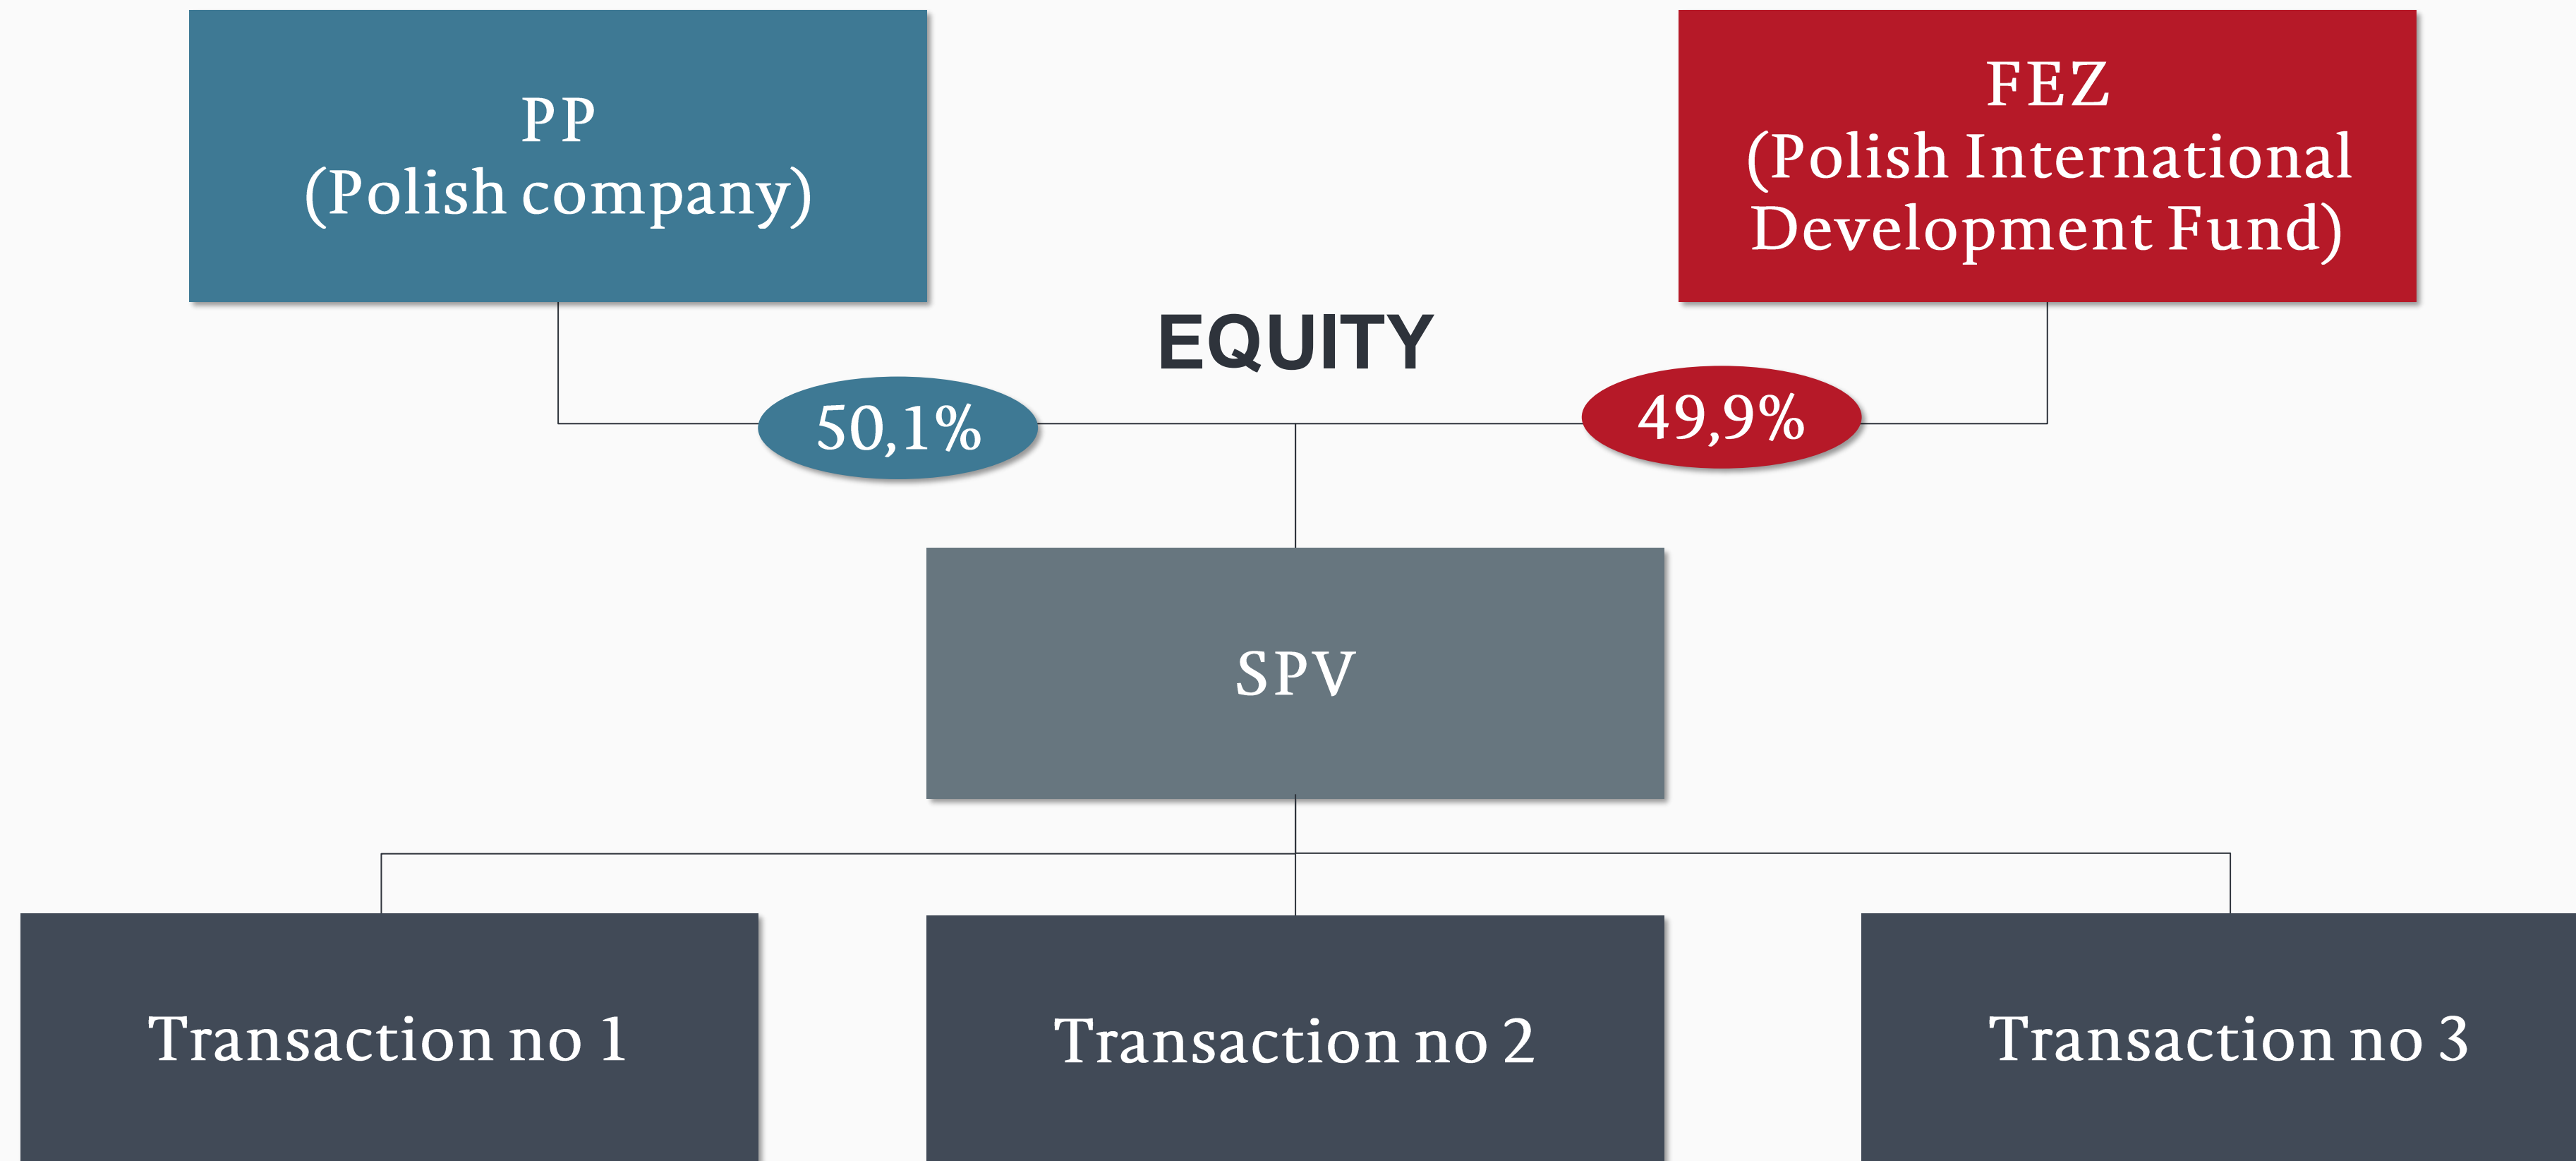 PP
(Polish company)
FEZ
(Polish International
Development Fund)
EQUITY
50,1%
49,9%
SPV
Transaction no 1
Transaction no 2
Transaction no 3